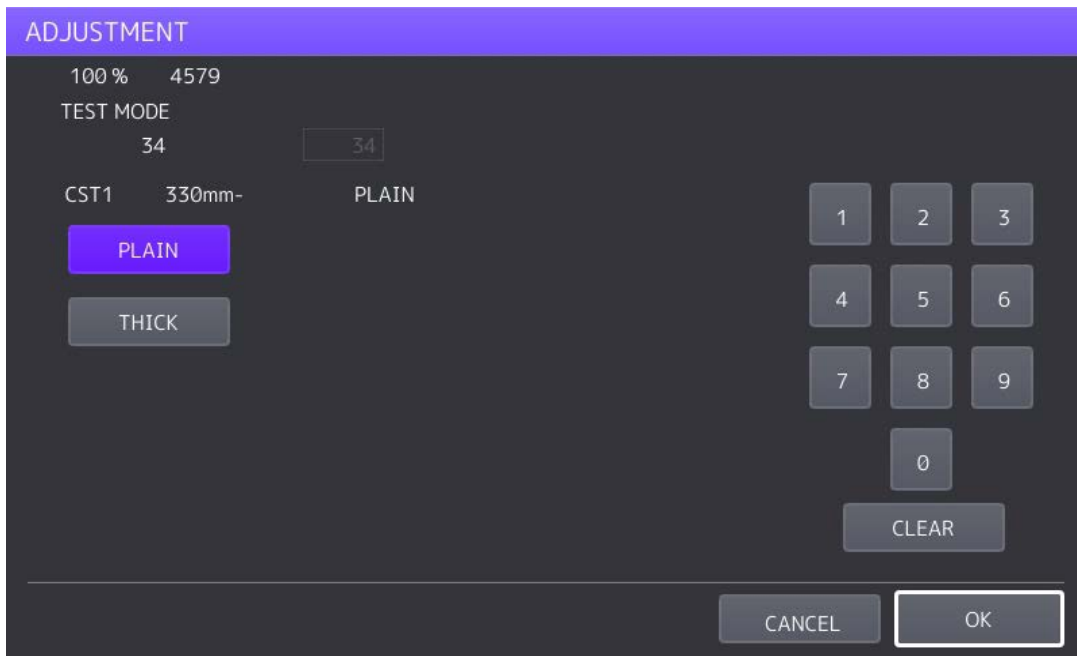 ADJUSTMENT
100 % 4579
TEST MODE
34 34
CST1 330mm- PLAIN
PLAIN
THICK
1 2 3
4 5 6
7 8 9
0
CLEAR
CANCEL OK